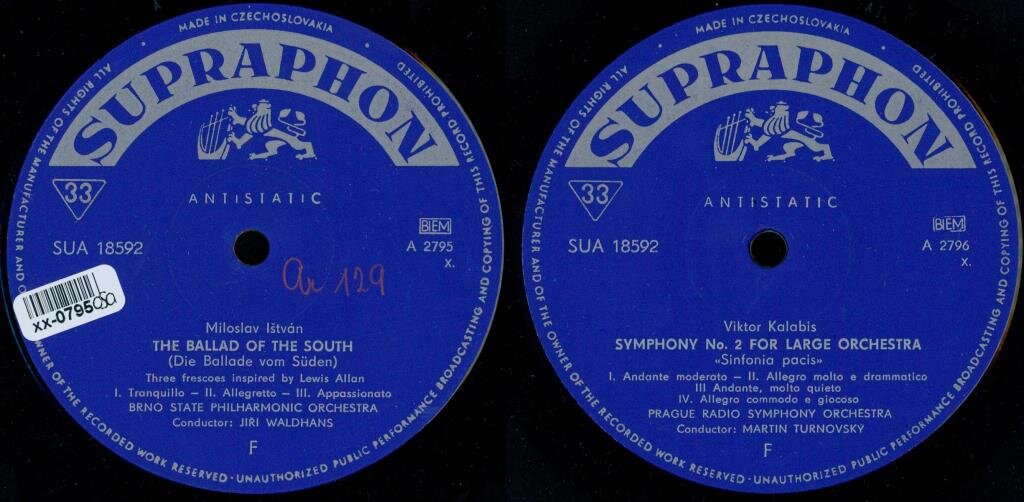 MADE IN CZECHOSLOVAKIA
ALL RIGHTS OF THE MANUFACTURER AND OF THE OWNER OF THE RECORDED WORK RESERVED - UNAUTHORIZED PUBLIC PERFORMANCE BROADCASTING AND COPYING OF THIS RECORD PROHIBITED
SUPRAPHON
33
ANTISTATIC
BIEM
SUA 18592
A 2795
X.
Ar 129
xx-0795
Miloslav Ištván
THE BALLAD OF THE SOUTH
(Die Ballade vom Süden)
Three frescoes inspired by Lewis Allan
I. Tranquillo – II. Allegretto – III. Appassionato
BRNO STATE PHILHARMONIC ORCHESTRA
Conductor: JIŘÍ WALDHANS
F
MADE IN CZECHOSLOVAKIA
ALL RIGHTS OF THE MANUFACTURER AND OF THE OWNER OF THE RECORDED WORK RESERVED - UNAUTHORIZED PUBLIC PERFORMANCE BROADCASTING AND COPYING OF THIS RECORD PROHIBITED
SUPRAPHON
33
ANTISTATIC
BIEM
SUA 18592
A 2796
X.
Viktor Kalabis
SYMPHONY No. 2 FOR LARGE ORCHESTRA
«Sinfonia pacis»
I. Andante moderato – II. Allegro molto e drammatico
III Andante, molto quieto
IV. Allegro commodo e giocoso
PRAGUE RADIO SYMPHONY ORCHESTRA
Conductor: MARTIN TURNOVSKÝ
F